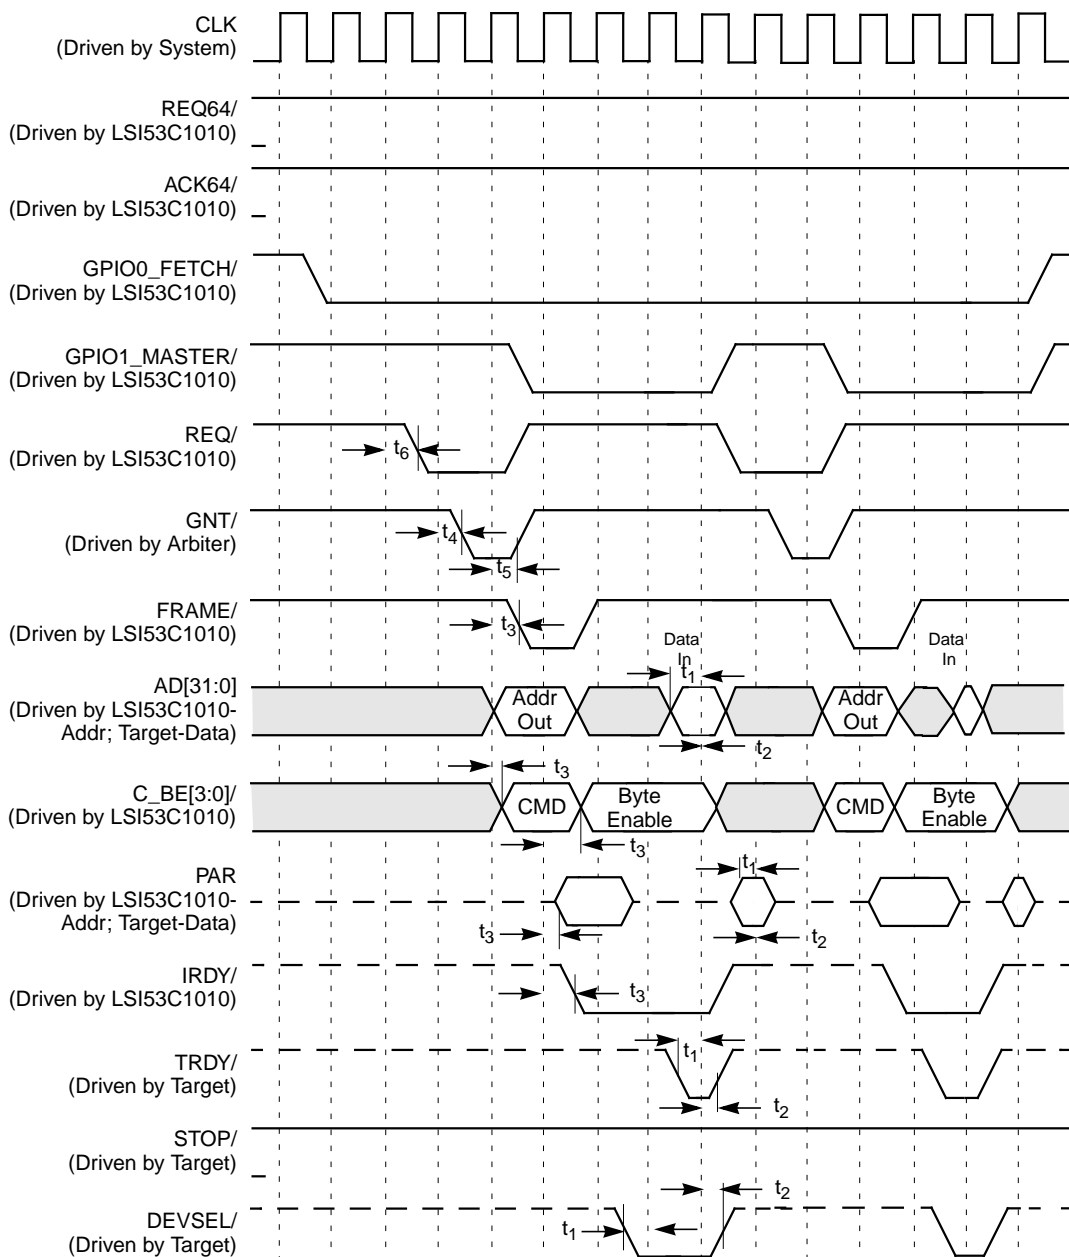 CLK
(Driven by System)
REQ64/
(Driven by LSI53C1010)
ACK64/
(Driven by LSI53C1010)
GPIO0_FETCH/
(Driven by LSI53C1010)
GPIO1_MASTER/
(Driven by LSI53C1010)
REQ/
(Driven by LSI53C1010)
t6
GNT/
(Driven by Arbiter)
t4
t5
FRAME/
(Driven by LSI53C1010)
t3
Data
In
Data
In
t1
AD[31:0]
(Driven by LSI53C1010-
Addr; Target-Data)
Addr
Out
Addr
Out
t2
t3
C_BE[3:0]/
(Driven by LSI53C1010)
CMD
Byte
Enable
CMD
Byte
Enable
t3
PAR
(Driven by LSI53C1010-
Addr; Target-Data)
t1
t3
t2
IRDY/
(Driven by LSI53C1010)
t3
TRDY/
(Driven by Target)
t1
t2
STOP/
(Driven by Target)
t2
DEVSEL/
(Driven by Target)
t1